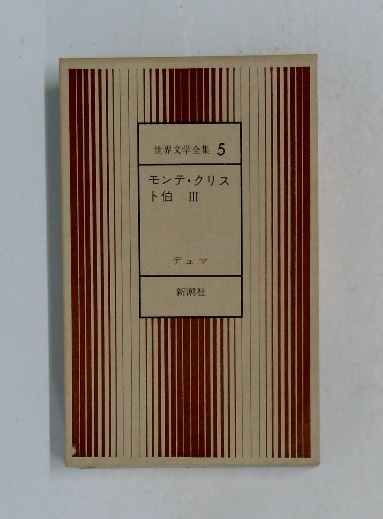 世界文学全集 5
モンテ・クリス
ト伯 III
デュマ
新潮社